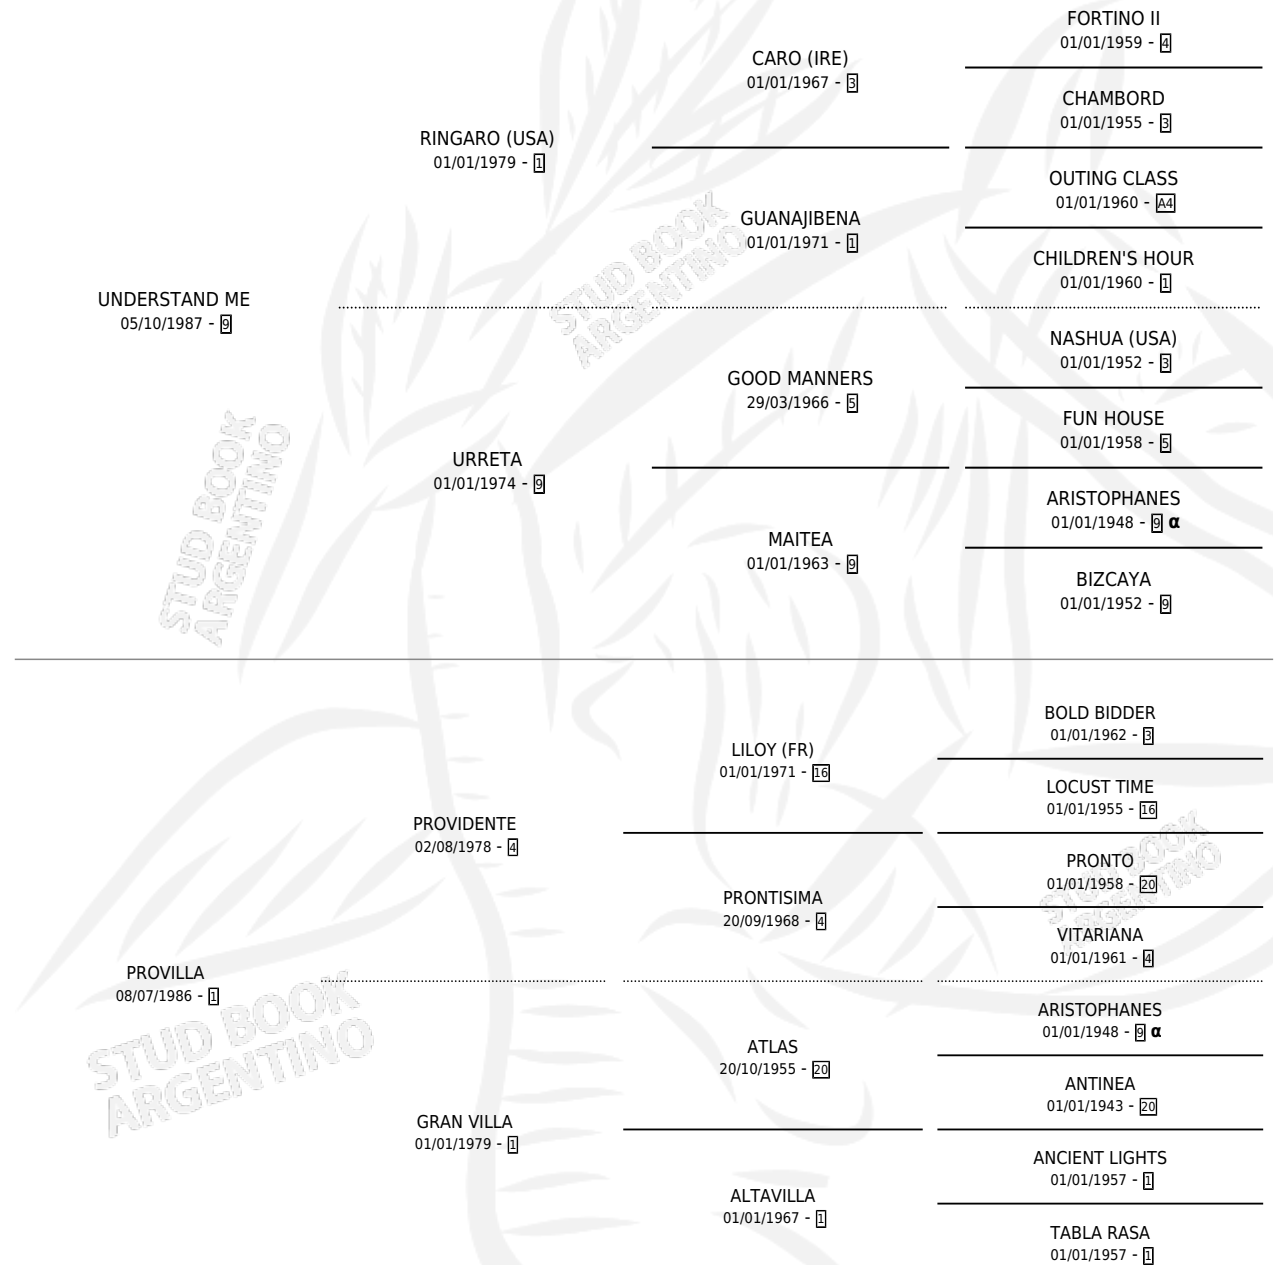 FORTINO II
01/01/1959 - 4
CARO (IRE)
01/01/1967 - 3
CHAMBORD
01/01/1955 - 3
RINGARO (USA)
01/01/1979 - 1
OUTING CLASS
01/01/1960 - A4
GUANAJIBENA
01/01/1971 - 1
CHILDREN'S HOUR
01/01/1960 - 1
UNDERSTAND ME
05/10/1987 - 9
NASHUA (USA)
01/01/1952 - 3
GOOD MANNERS
29/03/1966 - 5
FUN HOUSE
01/01/1958 - 5
URRETA
01/01/1974 - 9
ARISTOPHANES
01/01/1948 - 9 α
MAITEA
01/01/1963 - 9
BIZCAYA
01/01/1952 - 9
BOLD BIDDER
01/01/1962 - 3
LILOY (FR)
01/01/1971 - 16
LOCUST TIME
01/01/1955 - 16
PROVIDENTE
02/08/1978 - 4
PRONTO
01/01/1958 - 20
PRONTISIMA
20/09/1968 - 4
VITARIANA
01/01/1961 - 4
PROVILLA
08/07/1986 - 1
ARISTOPHANES
01/01/1948 - 9 α
ATLAS
20/10/1955 - 20
ANTINEA
01/01/1943 - 20
GRAN VILLA
01/01/1979 - 1
ANCIENT LIGHTS
01/01/1957 - 1
ALTAVILLA
01/01/1967 - 1
TABLA RASA
01/01/1957 - 1
STUD BOOK
ARGENTINO
STUD BOOK
ARGENTINO
STUD BOOK
ARGENTINO
STUD BOOK
ARGENTINO